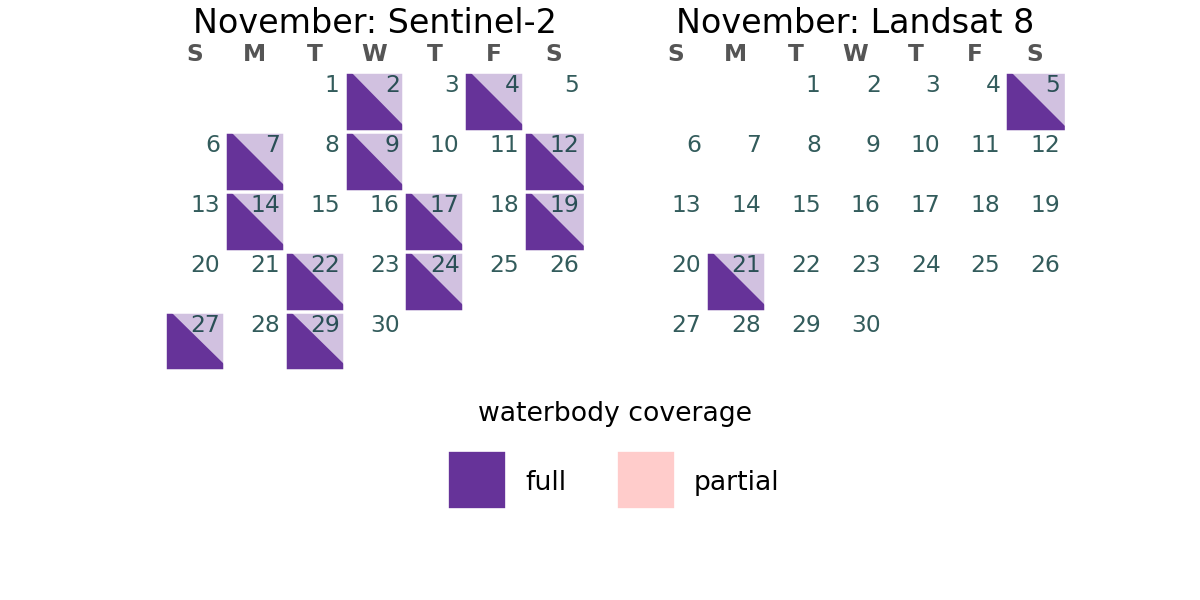 November: Sentinel-2
S M T W T F S
1 2 3 4 5
6 7 8 9 10 11 12
13 14 15 16 17 18 19
20 21 22 23 24 25 26
27 28 29 30
November: Landsat 8
S M T W T F S
1 2 3 4 5
6 7 8 9 10 11 12
13 14 15 16 17 18 19
20 21 22 23 24 25 26
27 28 29 30
waterbody coverage
full
partial